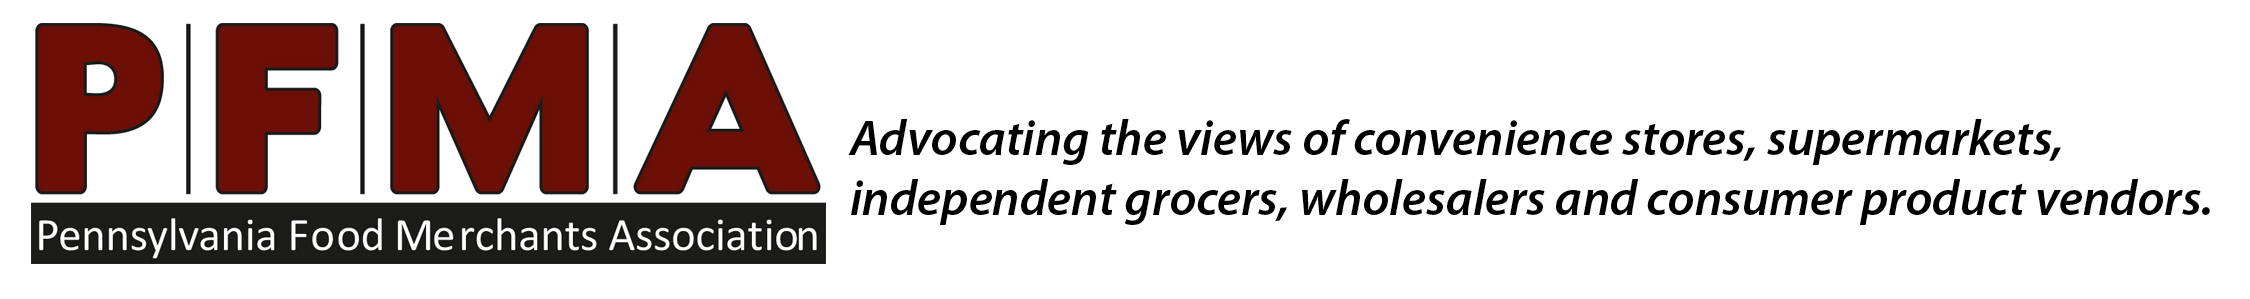 PFMA
Pennsylvania Food Merchants Association
Advocating the views of convenience stores, supermarkets,
independent grocers, wholesalers and consumer product vendors.